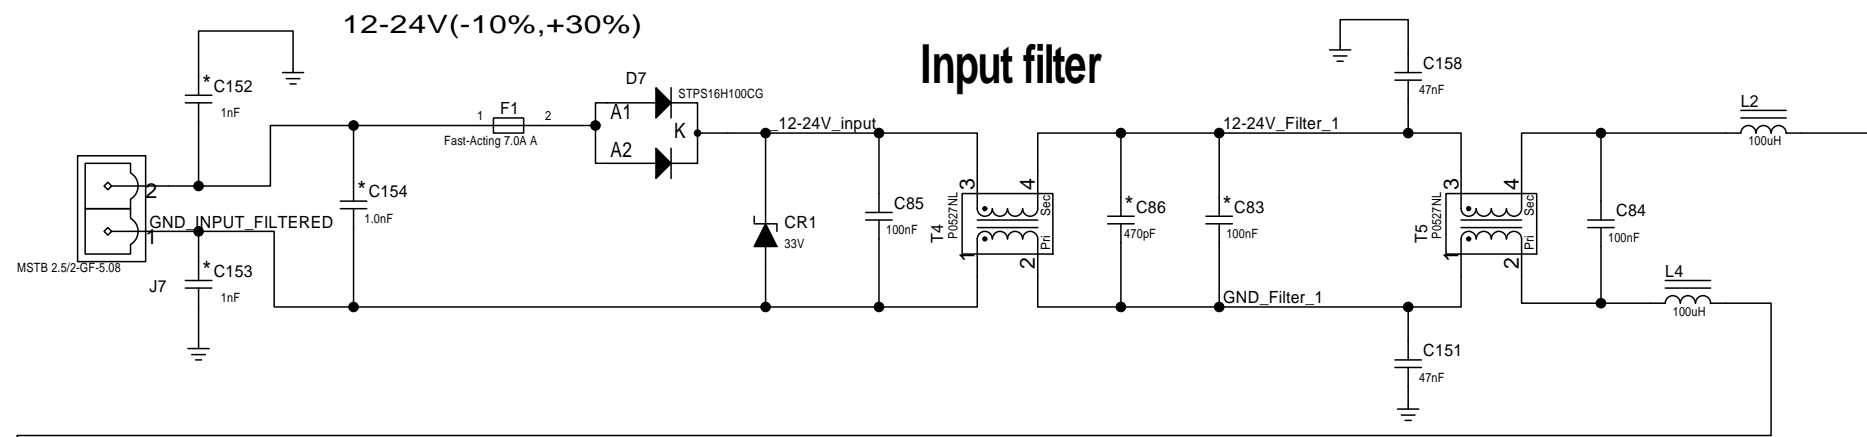 12-24V(-10%,+30%)
Input filter
* C152
1nF
D7
STPS16H100CG
A1
A2
K
1 F1 2
Fast-Acting 7.0A A
_12-24V_input
12-24V_Filter_1
C158
47nF
L2
100uH
2
GND_INPUT_FILTERED
1
MSTB 2.5/2-GF-5.08
J7
* C153
1nF
* C154
1.0nF
CR1
33V
C85
100nF
T4
P0527NL
3
4
Sec
Pri
1
2
* C86
470pF
* C83
100nF
GND_Filter_1
T5
P0527NL
3
4
Sec
Pri
1
2
C84
100nF
L4
100uH
C151
47nF